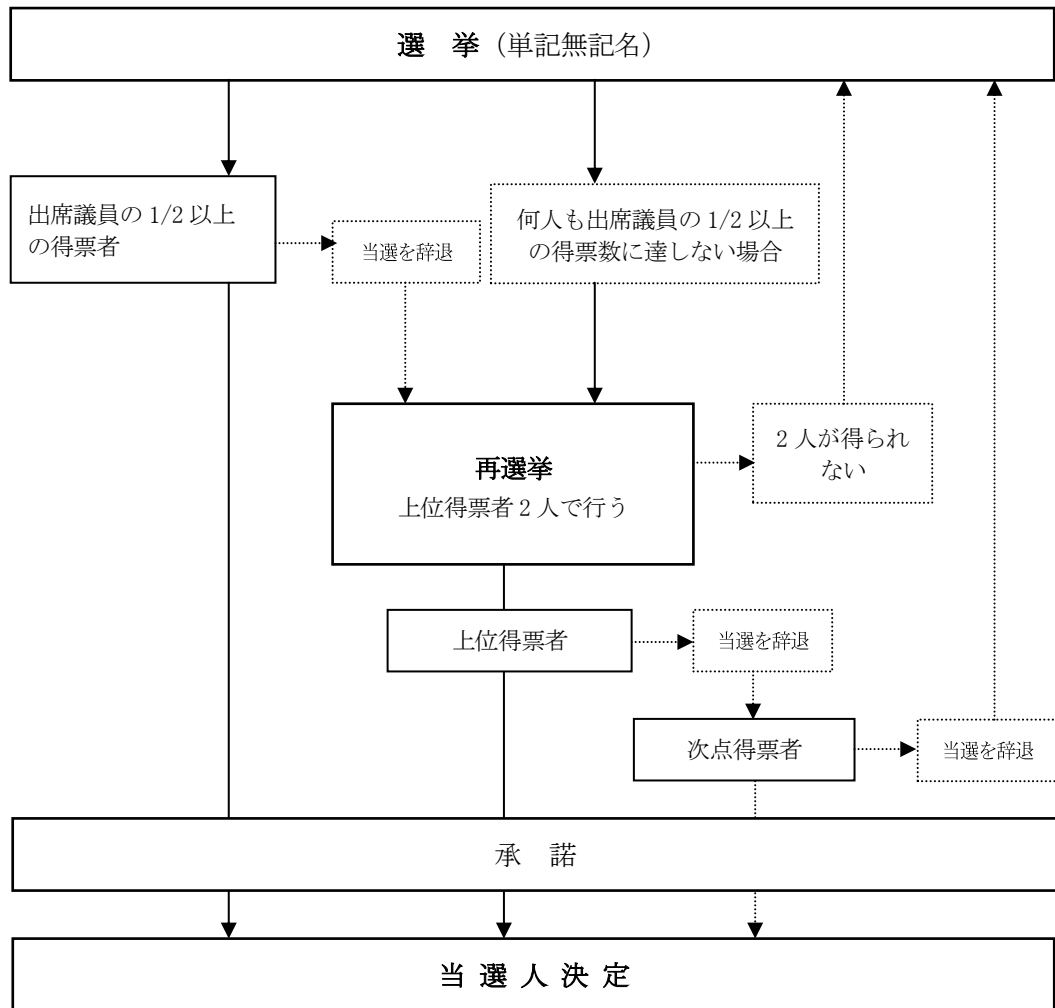 選 挙 (単記無記名)
出席議員の 1/2 以上
の得票者
当選を辞退
何人も出席議員の 1/2 以上
の得票数に達しない場合
再選挙
上位得票者 2 人で行う
2 人が得られ
ない
上位得票者
当選を辞退
次点得票者
当選を辞退
承 諾
当 選 人 決 定